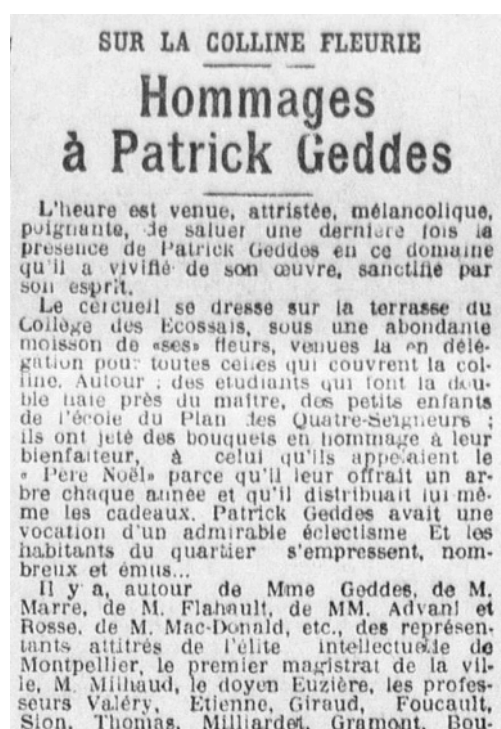 SUR LA COLLINE FLEURIE
Hommages
à Patrick Geddes
L'heure est venue, attristée, mélancolique,
poignante, de saluer une dernière fois la
présence de Patrick Geddes en ce domaine
qu'il a vivifié de son œuvre, sanctifié par
son esprit.
Le cercueil se dresse sur la terrasse du
Collège des Ecossais, sous une abondante
moisson de «ses» fleurs, venues la en délé-
gation pour toutes celles qui couvrent la col-
line. Autour : des etudiants qui font la dou-
ble haie près du maître, des petits enfants
de l'école du Plan des Quatre-Seigneurs ;
ils ont jeté des bouquets en hommage à leur
bienfaiteur, à celui qu'ils appelaient le
« Père Noël» parce qu'il leur offrait un ar-
bre chaque année et qu'il distribuait lui-mê-
me les cadeaux. Patrick Geddes avait une
vocation d'un admirable éclectisme Et les
habitants du quartier s'empressent, nom-
breux et émus...
Il y a, autour de Mme Geddes, de M.
Marre, de M. Flahault, de MM. Advani et
Rosse, de M. Mac-Donald, etc., des représen-
tants attitrés de l'élite intellectuelle de
Montpellier, le premier magistrat de la vil-
le, M. Milhaud, le doyen Euzière, les profes-
seurs Valéry, Etienne, Giraud, Foucault,
Sion, Thomas, Milliardet, Gramont, Bou-